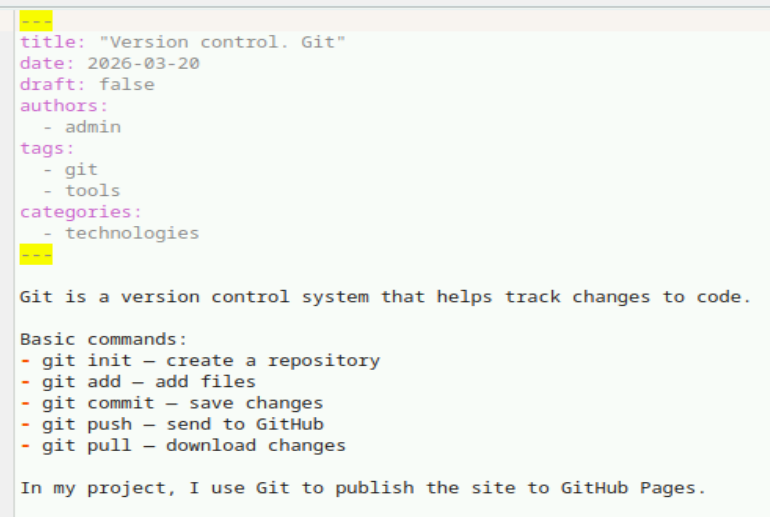 ---
title: "Version control. Git"
date: 2026-03-20
draft: false
authors:
  - admin
tags:
  - git
  - tools
categories:
  - technologies
---
Git is a version control system that helps track changes to code.
Basic commands:
- git init — create a repository
- git add — add files
- git commit — save changes
- git push — send to GitHub
- git pull — download changes
In my project, I use Git to publish the site to GitHub Pages.